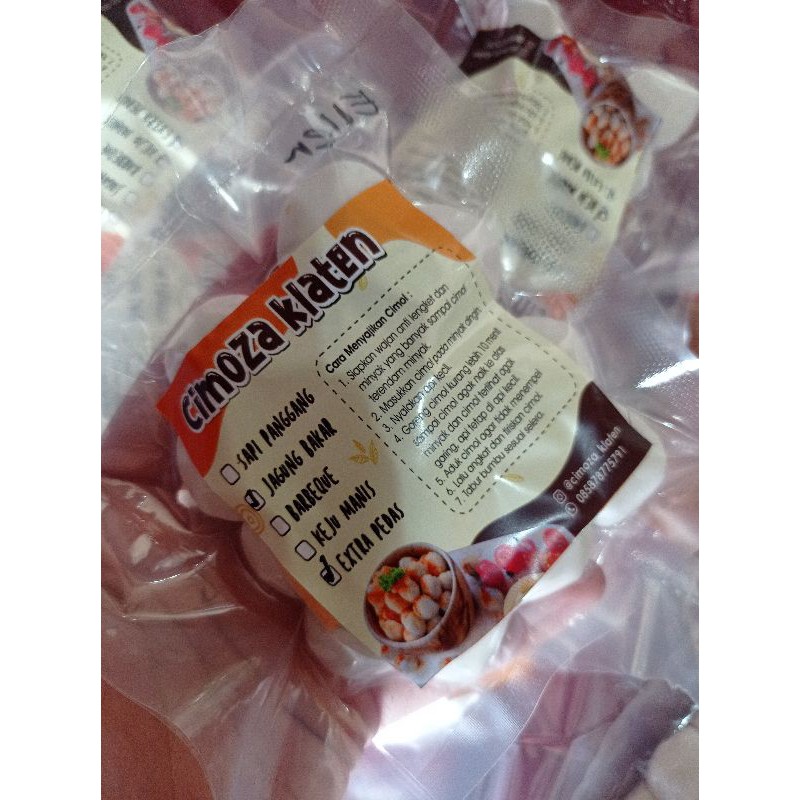 cimoza klaten
SAPI PANGGANG
JAGUNG BAKAR
BARBEQUE
KEJU MANIS
EXTRA PEDAS
Cara Menyajikan Cimol :
1. Siapkan wajan anti lengket dan
minyak yang banyak sampai cimol
terendam minyak.
2. Masukkan cimol pada minyak dingin.
3. Nyalakan api kecil.
4. Goreng cimol kurang lebih 10 menit
sampai cimol agak naik ke atas
minyak dan cimol terlihat agak
garing, api tetap di api kecil.
5. Aduk cimol agar tidak menempel
6. Lalu angkat dan tiriskan cimol.
7. Tabur bumbu sesuai selera.
@cimoza_klaten
085878775791